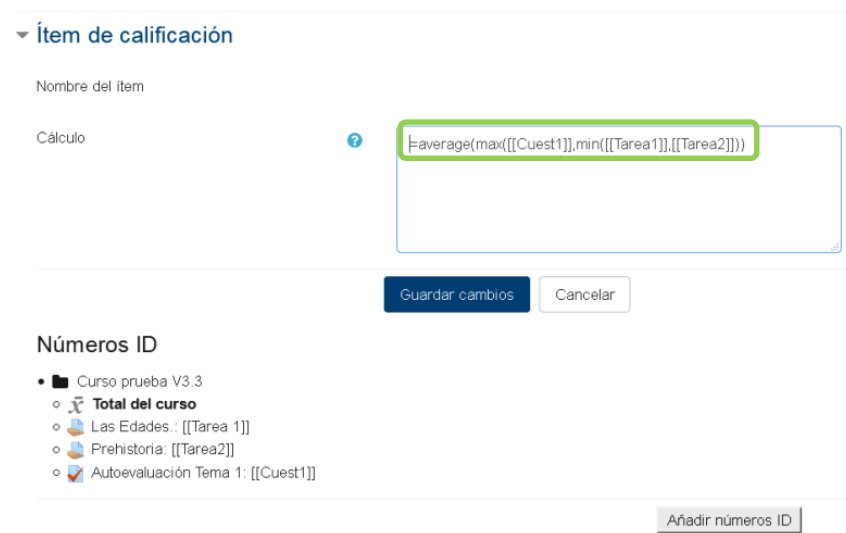 Ítem de calificación
Nombre del ítem
Cálculo
=average(max([[Cuest1]],min([[Tarea1]],[[Tarea2]]))
Guardar cambios
Cancelar
Números ID
Curso prueba V3.3
Total del curso
Las Edades.: [[Tarea 1]]
Prehistoria: [[Tarea2]]
Autoevaluación Tema 1: [[Cuest1]]
Añadir números ID